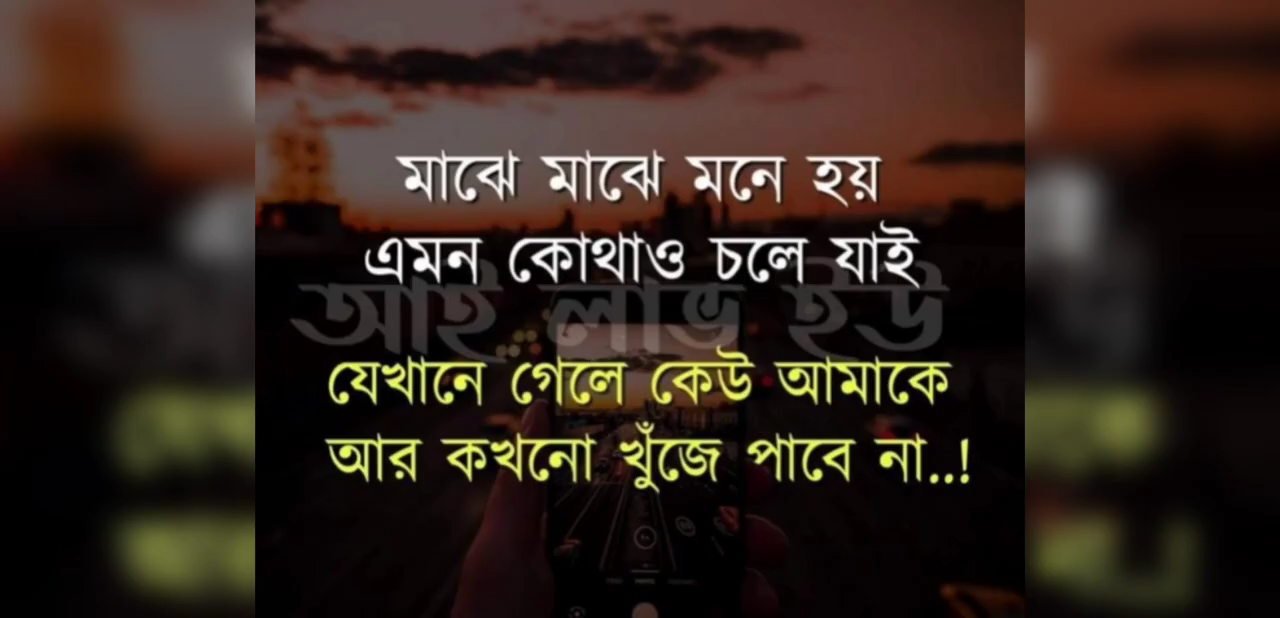 মাঝে মাঝে মনে হয়
এমন কোথাও চলে যাই
আই লাভ ইউ
যেখানে গেলে কেউ আমাকে
আর কখনো খুঁজে পাবে না..!